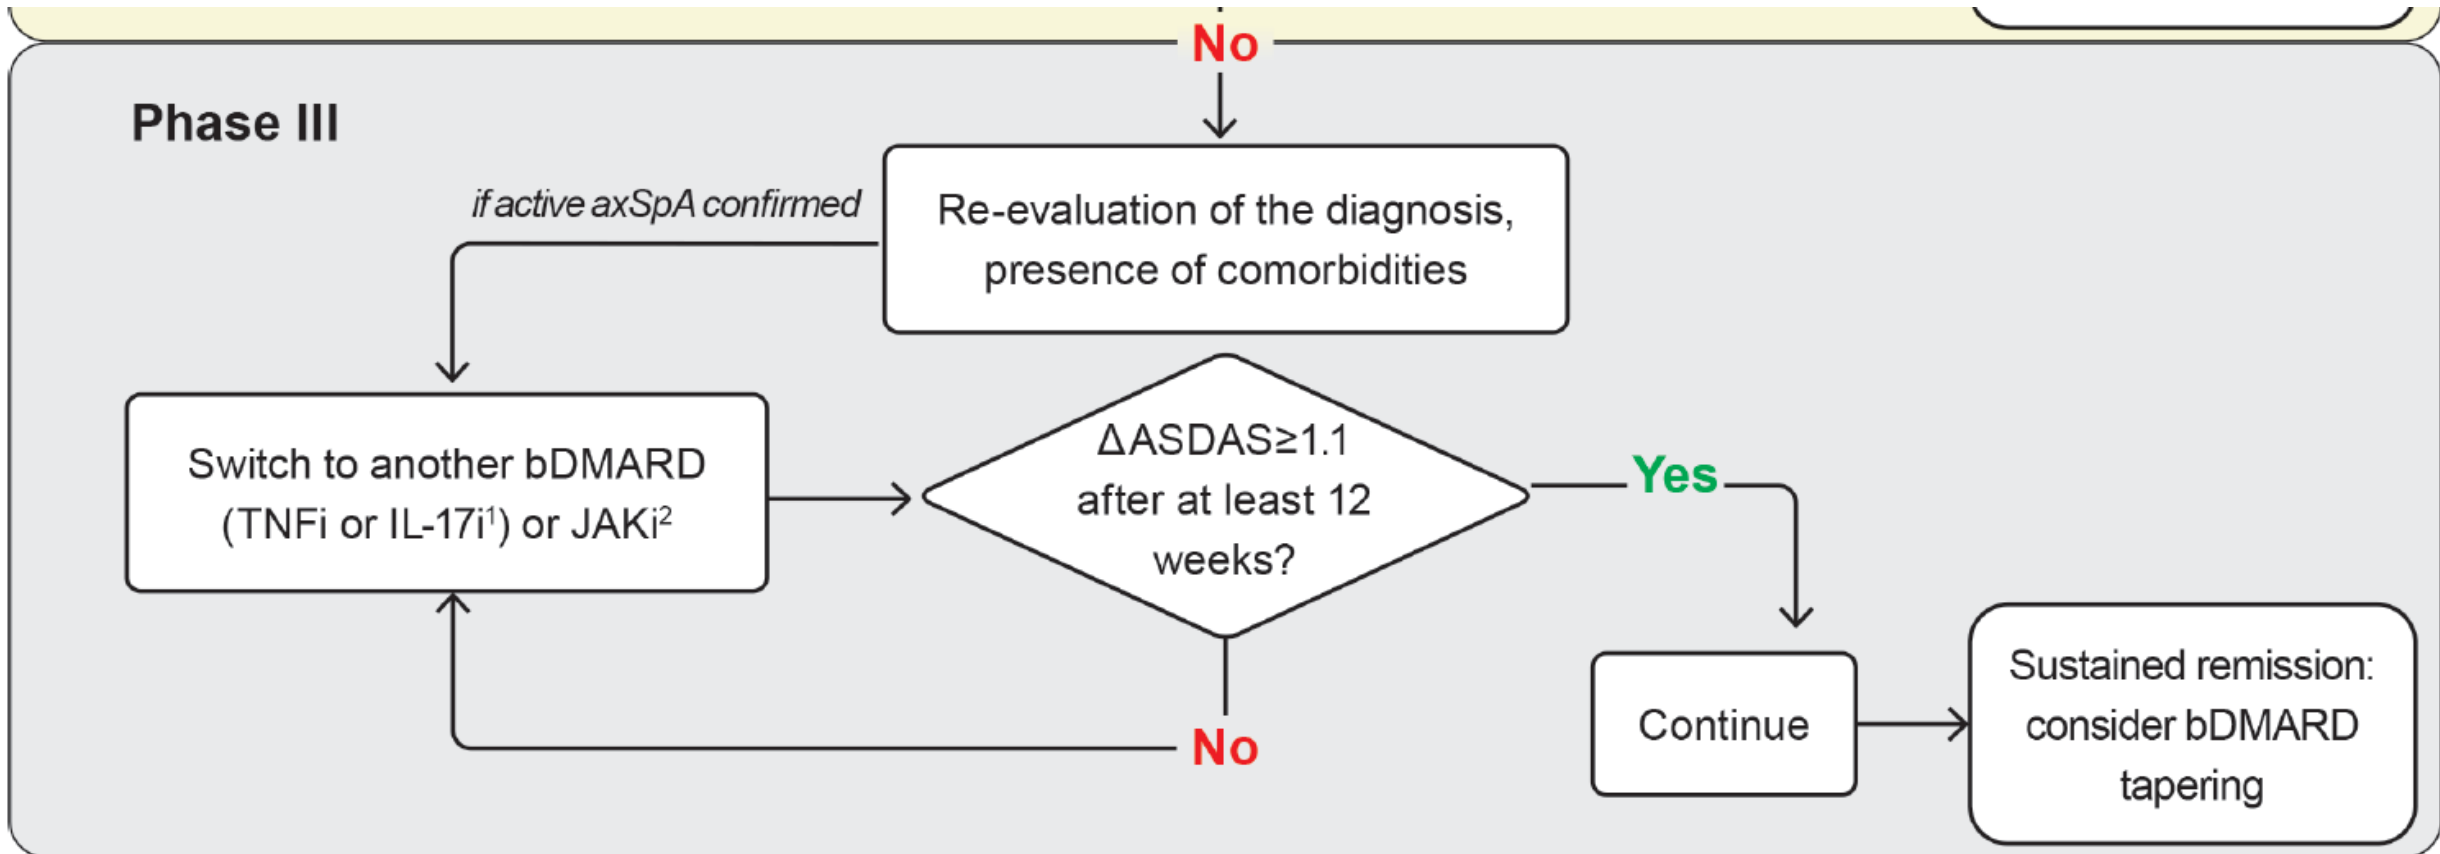 No
Phase III
if active axSpA confirmed
Re-evaluation of the diagnosis,
presence of comorbidities
Switch to another bDMARD
(TNFi or IL-17i¹) or JAKi²
ΔASDAS≥1.1
after at least 12
weeks?
Yes
No
Continue
Sustained remission:
consider bDMARD
tapering